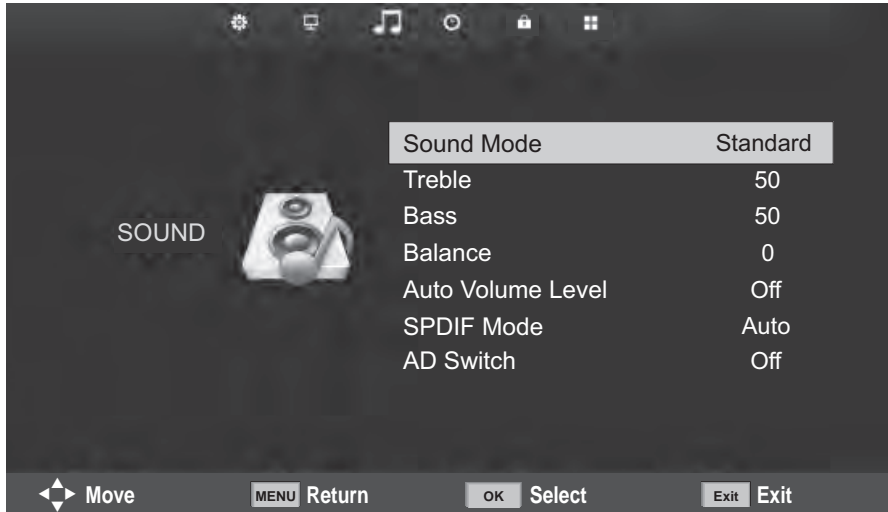 Sound Mode Standard
Treble 50
Bass 50
SOUND
Balance 0
Auto Volume Level Off
SPDIF Mode Auto
AD Switch Off
Move MENU Return OK Select Exit Exit